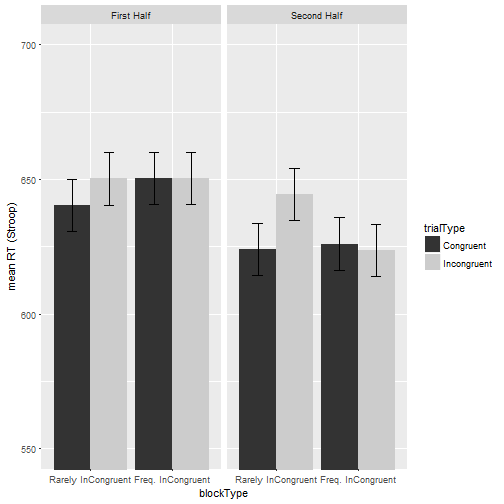 First Half
Second Half
700
650
600
550
mean RT (Stroop)
Rarely InCongruent
Freq. InCongruent
Rarely InCongruent
Freq. InCongruent
blockType
trialType
Congruent
Incongruent